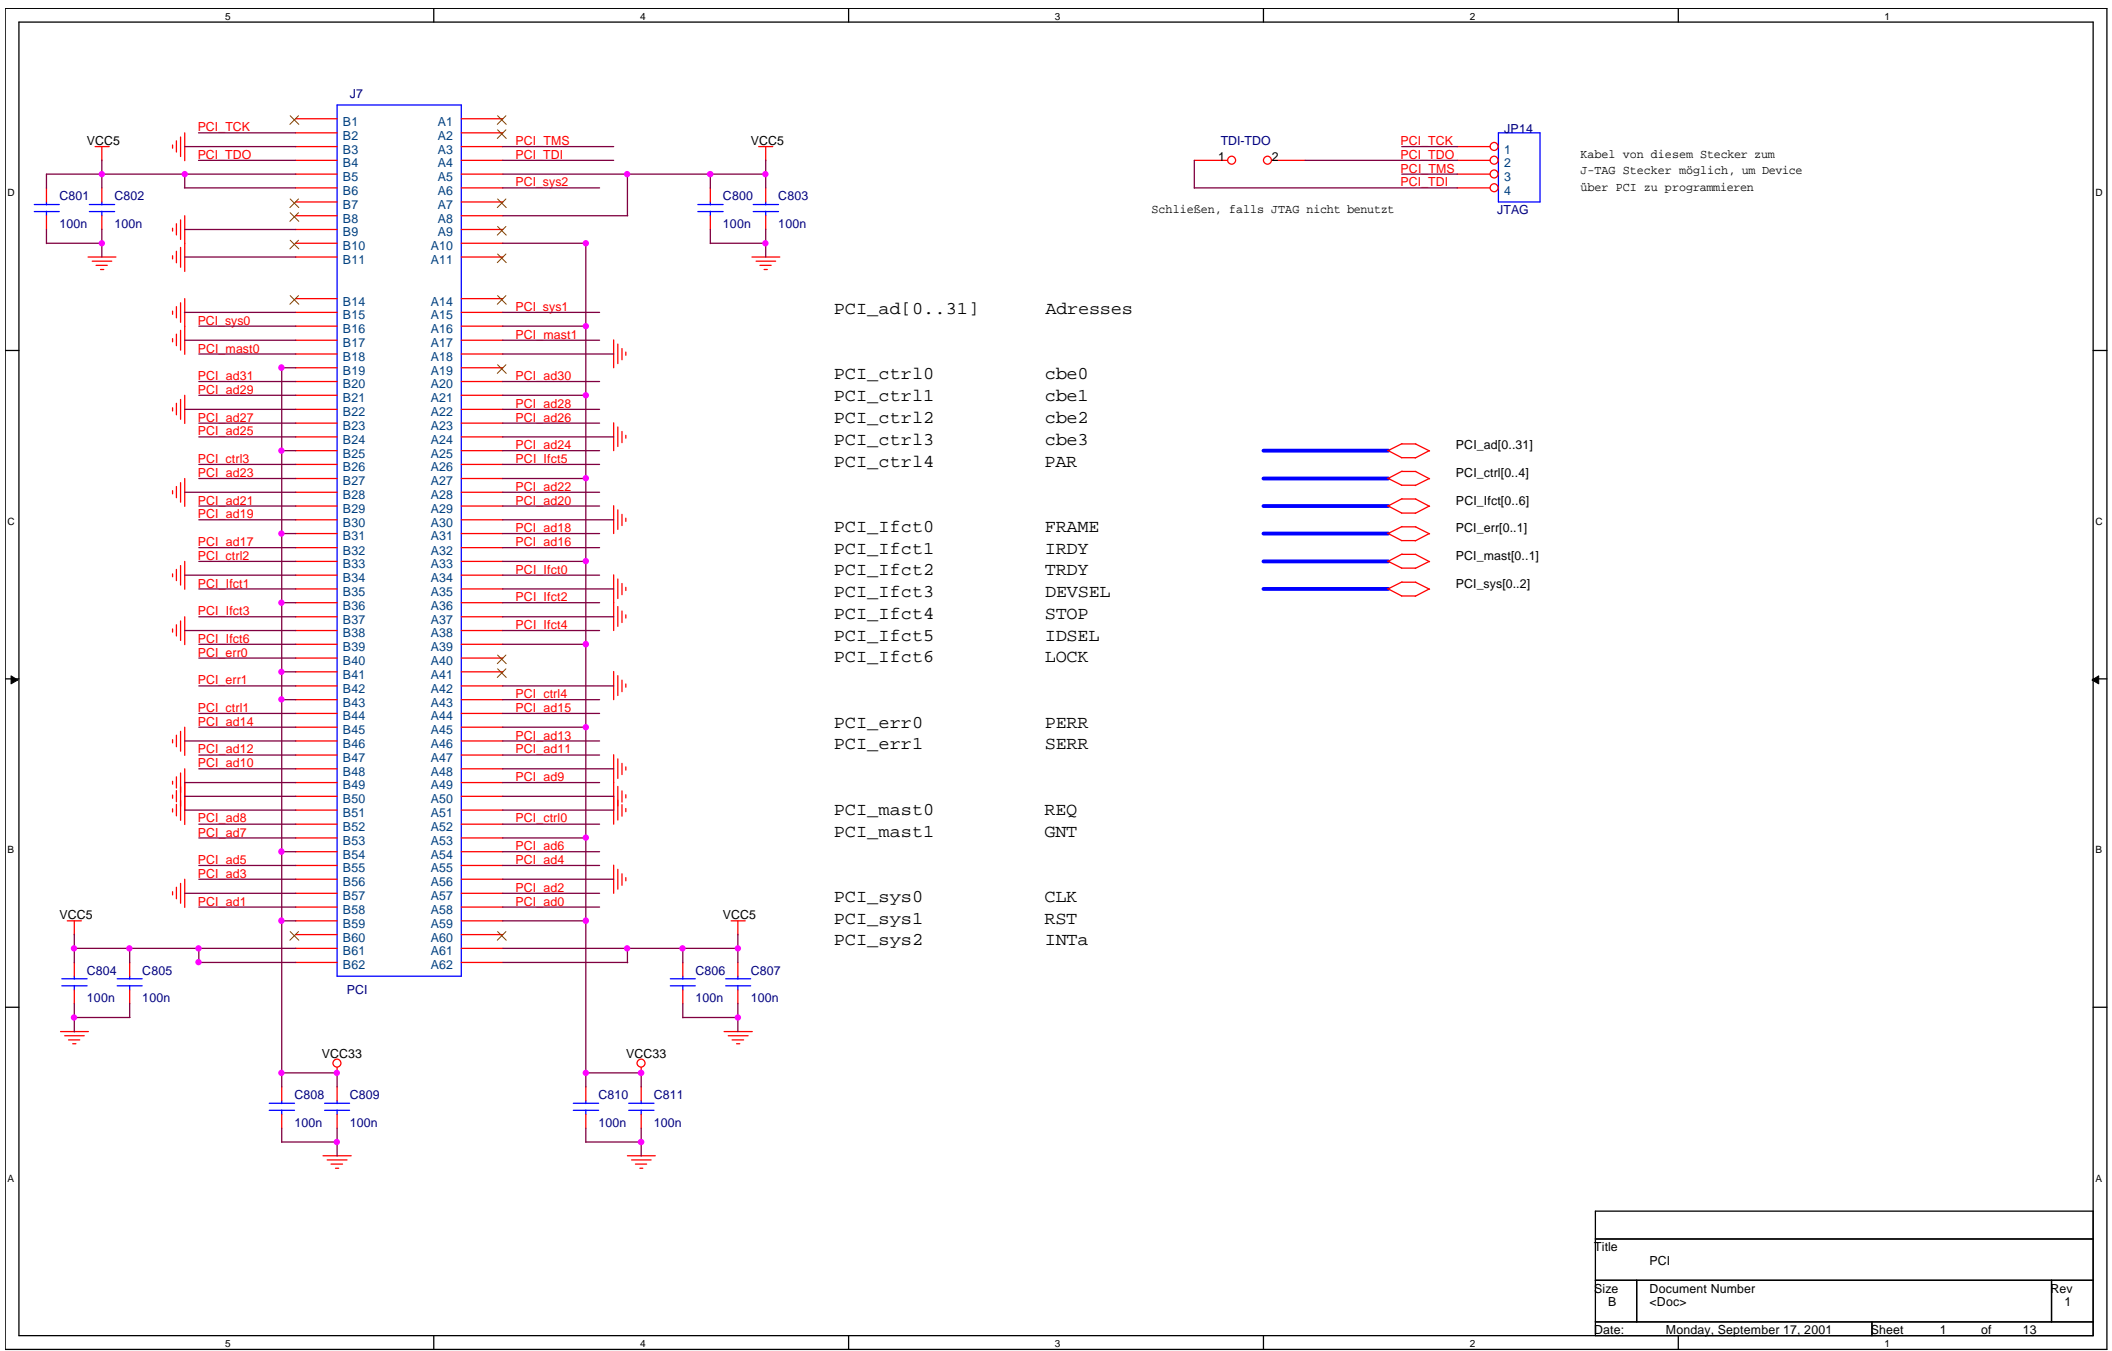 5 4 3 2 1
J7
VCC5
C801 C802
100n 100n
PCI_TCK
PCI_TDO
B1 A1
B2 A2
B3 A3 PCI_TMS
B4 A4 PCI_TDI
B5 A5
B6 A6 PCI_sys2
B7 A7
B8 A8
B9 A9
B10 A10
B11 A11
B14 A14
B15 A15 PCI_sys1
PCI_sys0 B16 A16
B17 A17 PCI_mast1
PCI_mast0 B18 A18
B19 A19
PCI_ad31 B20 A20 PCI_ad30
PCI_ad29 B21 A21
B22 A22 PCI_ad28
PCI_ad27 B23 A23 PCI_ad26
PCI_ad25 B24 A24
B25 A25 PCI_ad24
PCI_ctrl3 B26 A26 PCI_Ifct5
PCI_ad23 B27 A27
B28 A28 PCI_ad22
PCI_ad21 B29 A29 PCI_ad20
PCI_ad19 B30 A30
B31 A31 PCI_ad18
PCI_ad17 B32 A32 PCI_ad16
PCI_ctrl2 B33 A33
B34 A34 PCI_Ifct0
PCI_Ifct1 B35 A35
B36 A36 PCI_Ifct2
PCI_Ifct3 B37 A37
B38 A38 PCI_Ifct4
PCI_Ifct6 B39 A39
PCI_err0 B40 A40
B41 A41
PCI_err1 B42 A42
B43 A43 PCI_ctrl4
PCI_ctrl1 B44 A44 PCI_ad15
PCI_ad14 B45 A45
B46 A46 PCI_ad13
PCI_ad12 B47 A47 PCI_ad11
PCI_ad10 B48 A48
B49 A49 PCI_ad9
B50 A50
B51 A51
PCI_ad8 B52 A52 PCI_ctrl0
PCI_ad7 B53 A53
B54 A54 PCI_ad6
PCI_ad5 B55 A55 PCI_ad4
PCI_ad3 B56 A56
B57 A57 PCI_ad2
PCI_ad1 B58 A58 PCI_ad0
B59 A59
B60 A60
B61 A61
B62 A62
PCI
VCC5
C800 C803
100n 100n
VCC5
C804 C805
100n 100n
VCC5
C806 C807
100n 100n
VCC33
C808 C809
100n 100n
VCC33
C810 C811
100n 100n
TDI-TDO
1 2
Schließen, falls JTAG nicht benutzt
JP14
PCI_TCK 1
PCI_TDO 2
PCI_TMS 3
PCI_TDI 4
JTAG
Kabel von diesem Stecker zum
J-TAG Stecker möglich, um Device
über PCI zu programmieren
PCI_ad[0..31] Adresses
PCI_ctrl0 cbe0
PCI_ctrl1 cbe1
PCI_ctrl2 cbe2
PCI_ctrl3 cbe3
PCI_ctrl4 PAR
PCI_Ifct0 FRAME
PCI_Ifct1 IRDY
PCI_Ifct2 TRDY
PCI_Ifct3 DEVSEL
PCI_Ifct4 STOP
PCI_Ifct5 IDSEL
PCI_Ifct6 LOCK
PCI_err0 PERR
PCI_err1 SERR
PCI_mast0 REQ
PCI_mast1 GNT
PCI_sys0 CLK
PCI_sys1 RST
PCI_sys2 INTa
PCI_ad[0..31]
PCI_ctrl[0..4]
PCI_Ifct[0..6]
PCI_err[0..1]
PCI_mast[0..1]
PCI_sys[0..2]
D D
C C
B B
A A
Title
PCI
Size Document Number Rev
B <Doc> 1
Date: Monday, September 17, 2001 Sheet 1 of 13
5 4 3 2 1